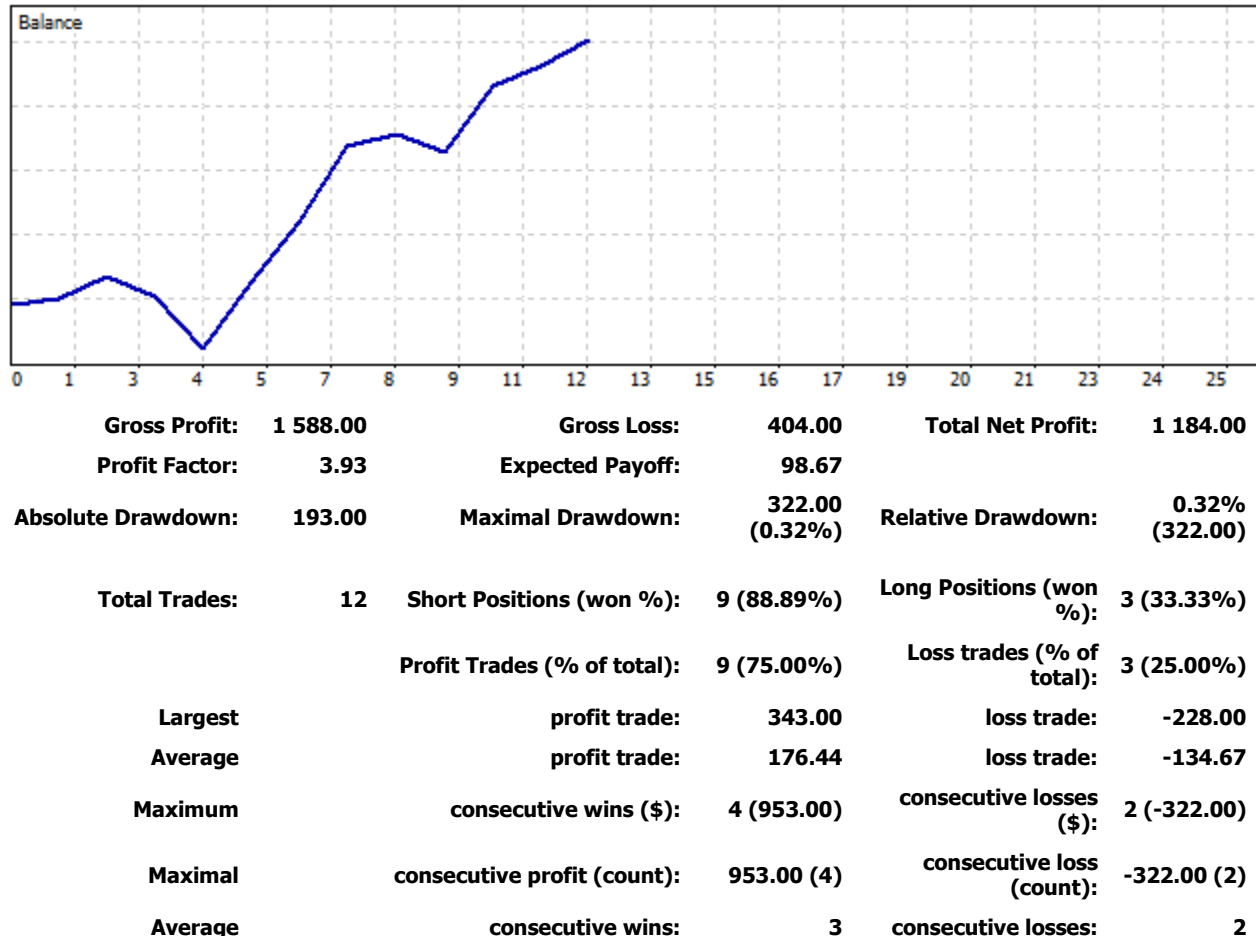 Balance
0 1 3 4 5 7 8 9 11 12 13 15 16 17 19 20 21 23 24 25
Gross Profit: 1 588.00 Gross Loss: 404.00 Total Net Profit: 1 184.00
Profit Factor: 3.93 Expected Payoff: 98.67
Absolute Drawdown: 193.00 Maximal Drawdown: 322.00 (0.32%) Relative Drawdown: 0.32% (322.00)
Total Trades: 12 Short Positions (won %): 9 (88.89%) Long Positions (won %): 3 (33.33%)
Profit Trades (% of total): 9 (75.00%) Loss trades (% of total): 3 (25.00%)
Largest profit trade: 343.00 loss trade: -228.00
Average profit trade: 176.44 loss trade: -134.67
Maximum consecutive wins ($): 4 (953.00) consecutive losses ($): 2 (-322.00)
Maximal consecutive profit (count): 953.00 (4) consecutive loss (count): -322.00 (2)
Average consecutive wins: 3 consecutive losses: 2